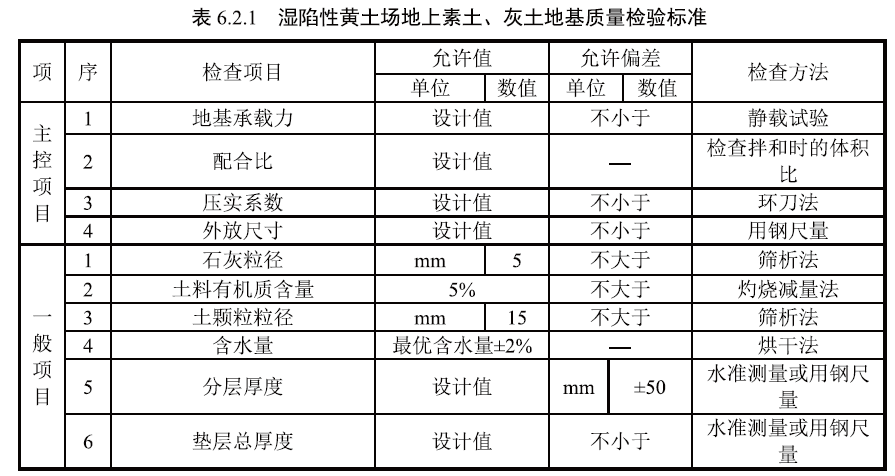 表 6.2.1 湿陷性黄土场地上素土、灰土地基质量检验标准
项 序 检查项目 允许值 允许偏差 检查方法
单位 数值 单位 数值
主控项目
1 地基承载力 设计值 不小于 静载试验
2 配合比 设计值 — 检查拌和时的体积
比
3 压实系数 设计值 不小于 环刀法
4 外放尺寸 设计值 不小于 用钢尺量
一般项目
1 石灰粒径 mm 5 不大于 筛析法
2 土料有机质含量 5% 不大于 灼烧减量法
3 土颗粒粒径 mm 15 不大于 筛析法
4 含水量 最优含水量±2% — 烘干法
5 分层厚度 设计值 mm ±50 水准测量或用钢尺
量
6 垫层总厚度 设计值 不小于 水准测量或用钢尺
量